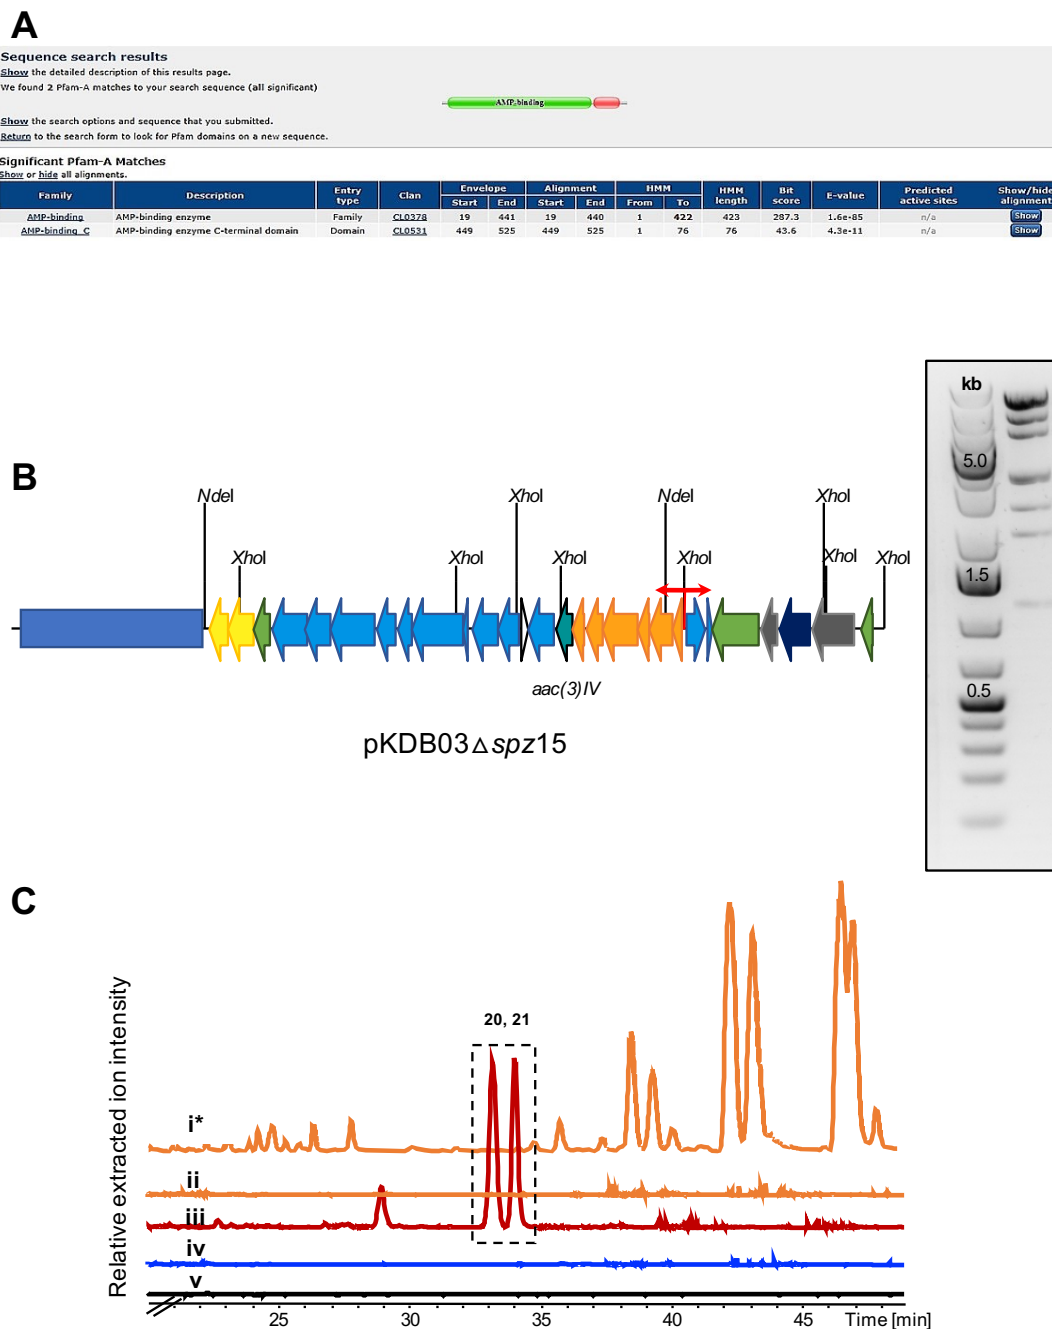 A
Sequence search results
Show the detailed description of this results page.
We found 2 Pfam-A matches to your search sequence (all significant)
AMP-binding
Show the search options and sequence that you submitted.
Return to the search form to look for Pfam domains on a new sequence.
Significant Pfam-A Matches
Show or hide all alignments.
Family Description Entry type Clan Envelope Alignment HMM HMM length Bit score E-value Predicted active sites Show/hide alignment
Start End Start End From To
AMP-binding AMP-binding enzyme Family CL0378 19 441 19 440 1 422 423 287.3 1.6e-85 n/a Show
AMP-binding_C AMP-binding enzyme C-terminal domain Domain CL0531 449 525 449 525 1 76 76 43.6 4.3e-11 n/a Show
B
NdeI XhoI NdeI XhoI
XhoI XhoI XhoI XhoI XhoI XhoI
aac(3)IV
pKDB03△spz15
kb
5.0
1.5
0.5
C
Relative extracted ion intensity
20, 21
i*
ii
iii
iv
v
25 30 35 40 45 Time [min]